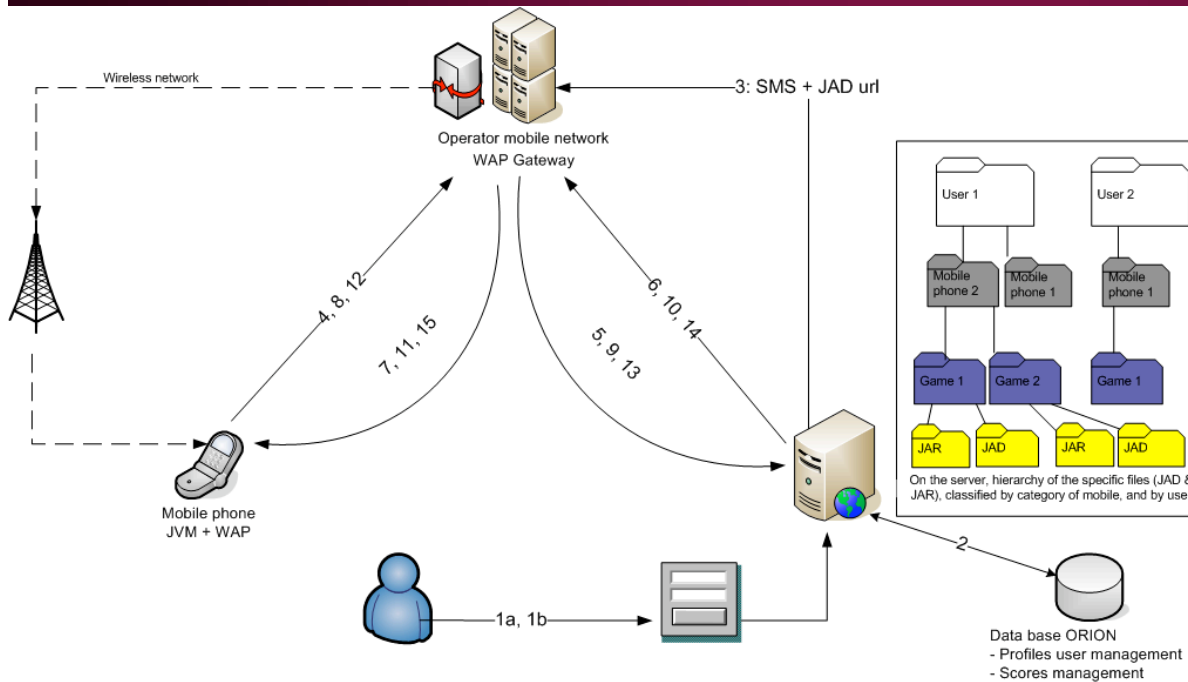 Wireless network
3: SMS + JAD url
Operator mobile network
WAP Gateway
User 1
User 2
Mobile
phone 2
Mobile
phone 1
Mobile
phone 1
4, 8, 12
7, 11, 15
6, 10, 14
5, 9, 13
Game 1
Game 2
Game 1
JAR
JAD
JAR
JAD
On the server, hierarchy of the specific files (JAD &
JAR), classified by category of mobile, and by use
Mobile phone
JVM + WAP
2
1a, 1b
Data base ORION
- Profiles user management
- Scores management